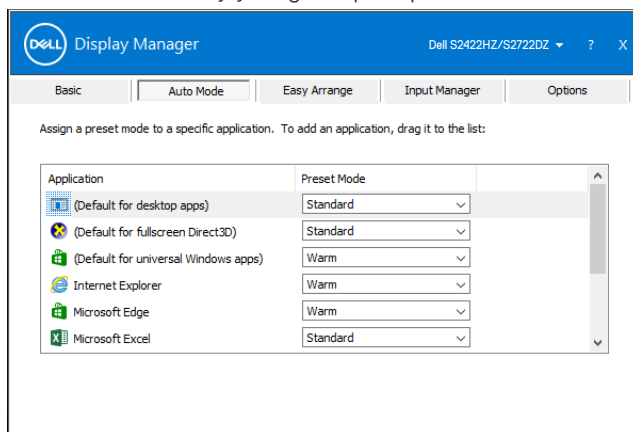 DELL Display Manager Dell S2422HZ/S2722DZ ? X
Basic Auto Mode Easy Arrange Input Manager Options
Assign a preset mode to a specific application. To add an application, drag it to the list:
Application Preset Mode
(Default for desktop apps) Standard
(Default for fullscreen Direct3D) Standard
(Default for universal Windows apps) Warm
Internet Explorer Warm
Microsoft Edge Warm
Microsoft Excel Standard